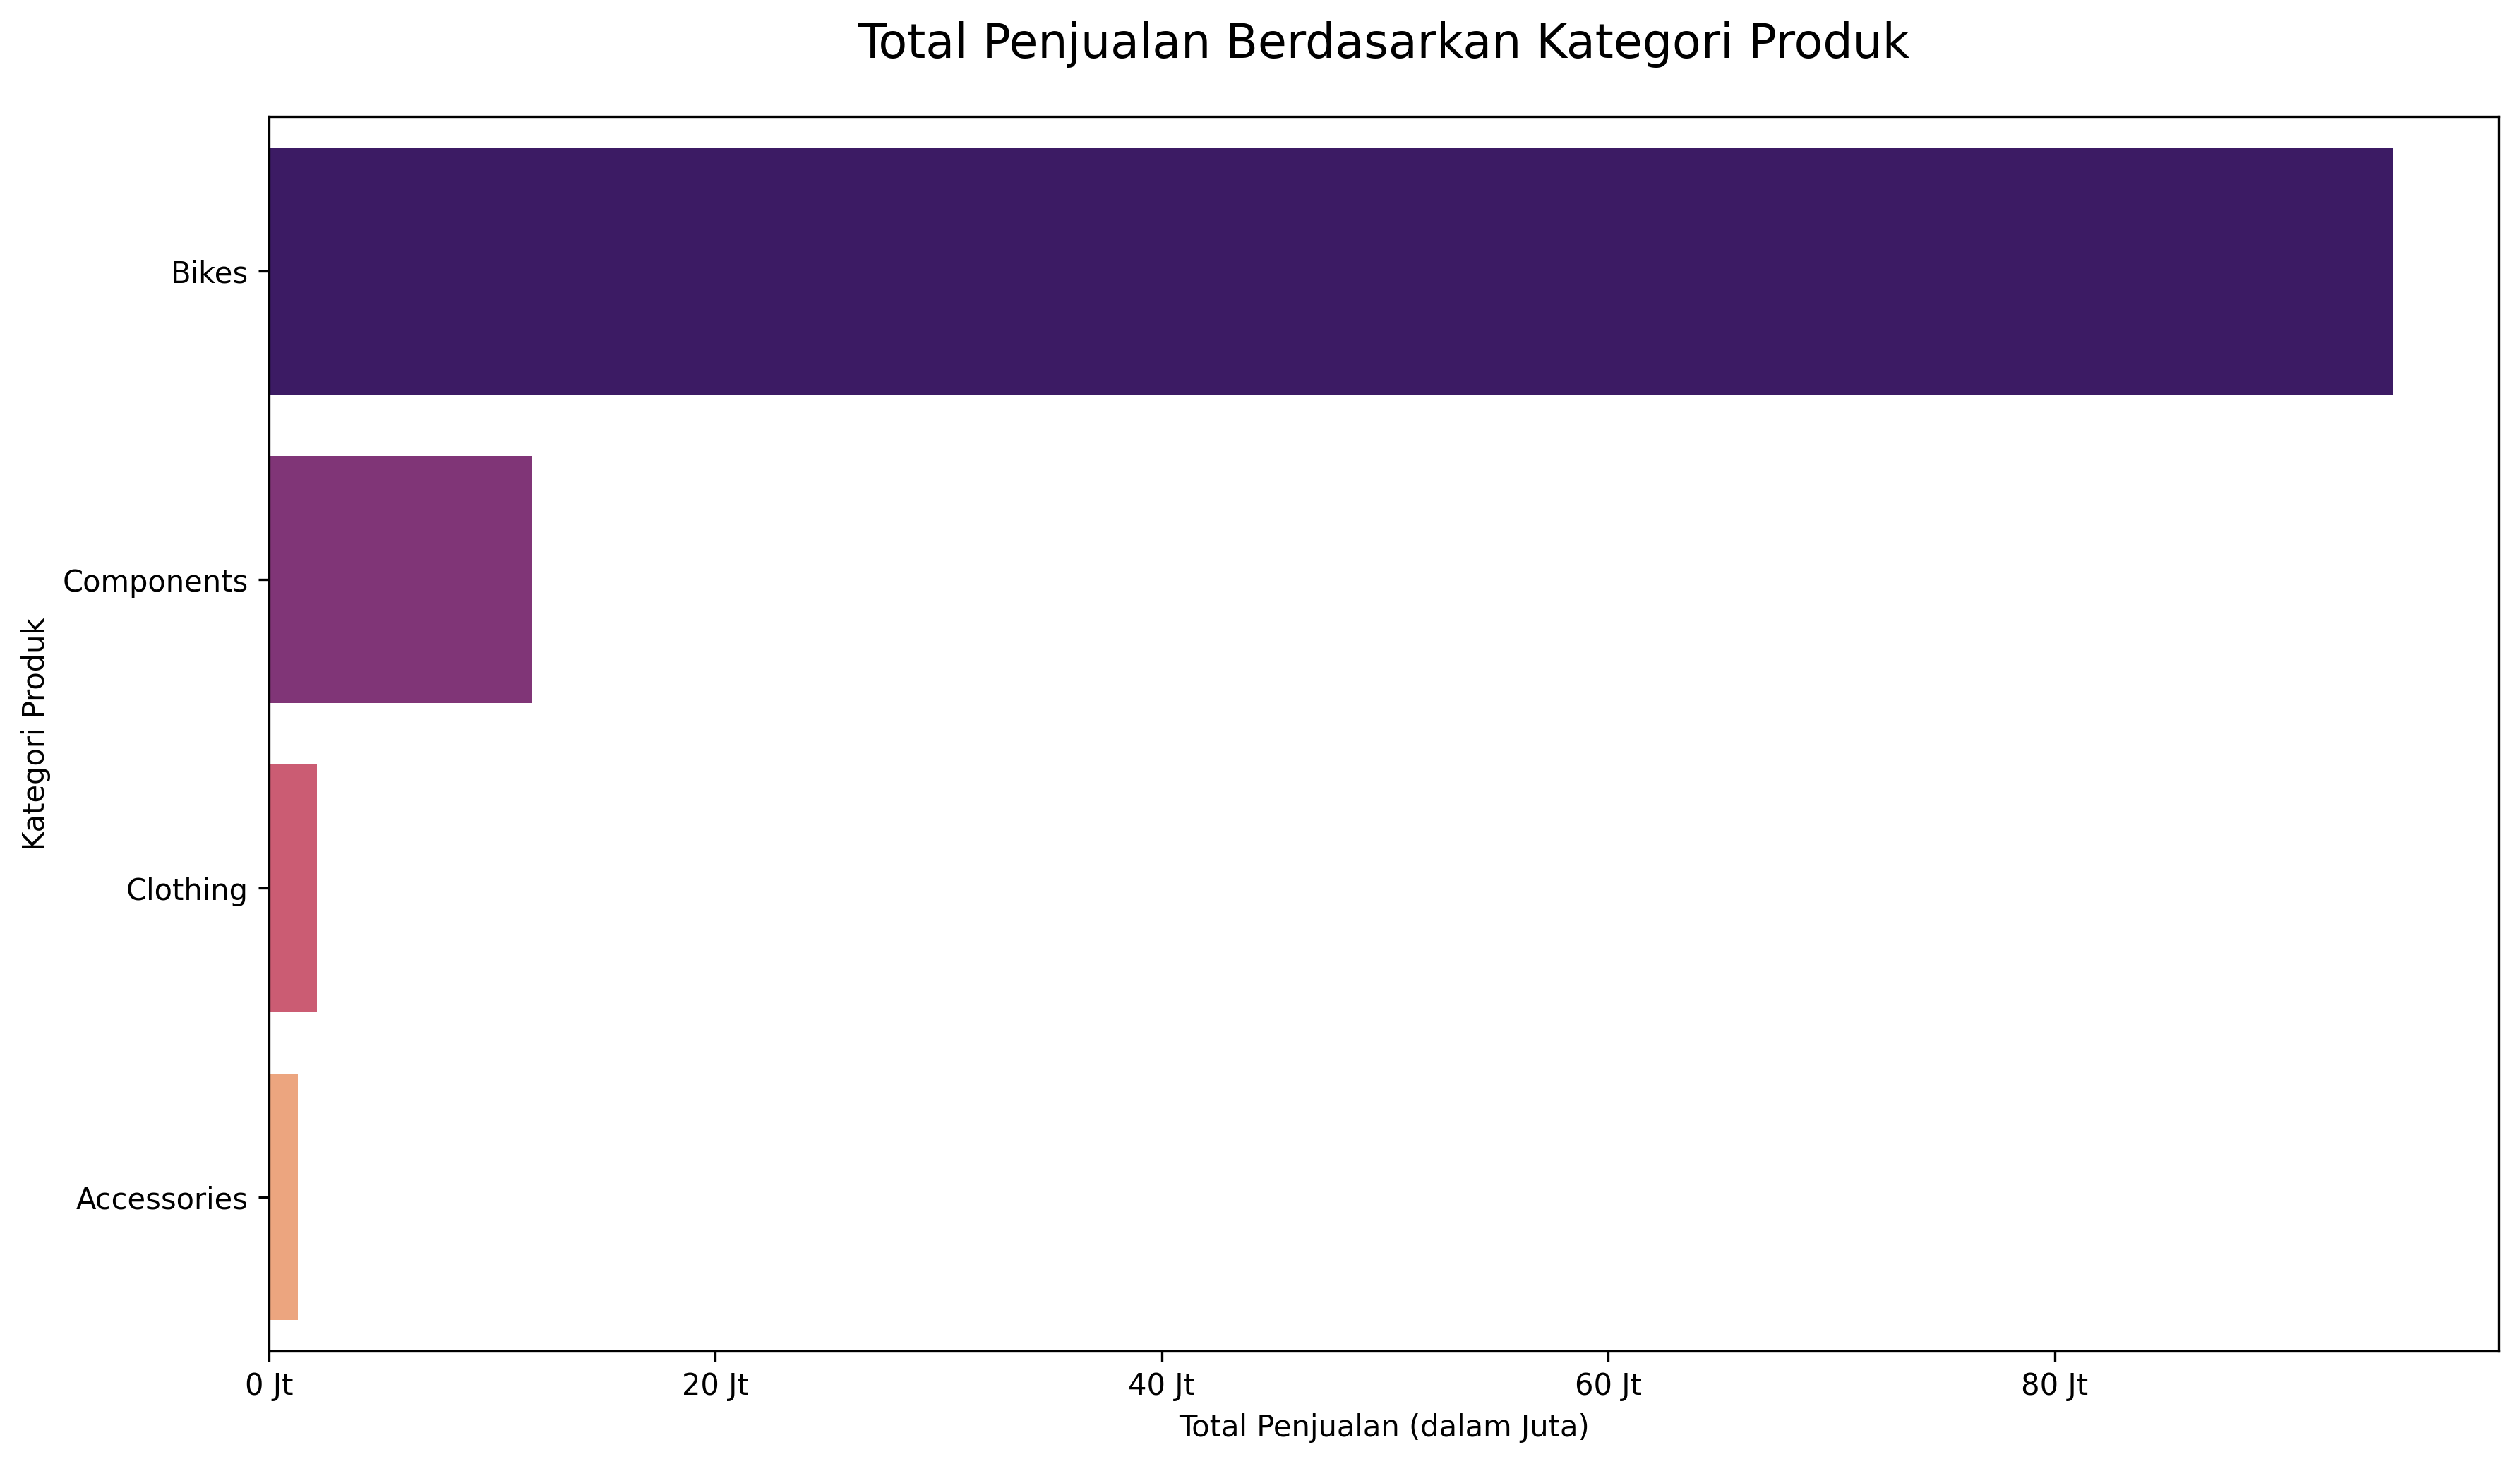 Total Penjualan Berdasarkan Kategori Produk
Kategori Produk
Bikes
Components
Clothing
Accessories
0 Jt
20 Jt
40 Jt
60 Jt
80 Jt
Total Penjualan (dalam Juta)